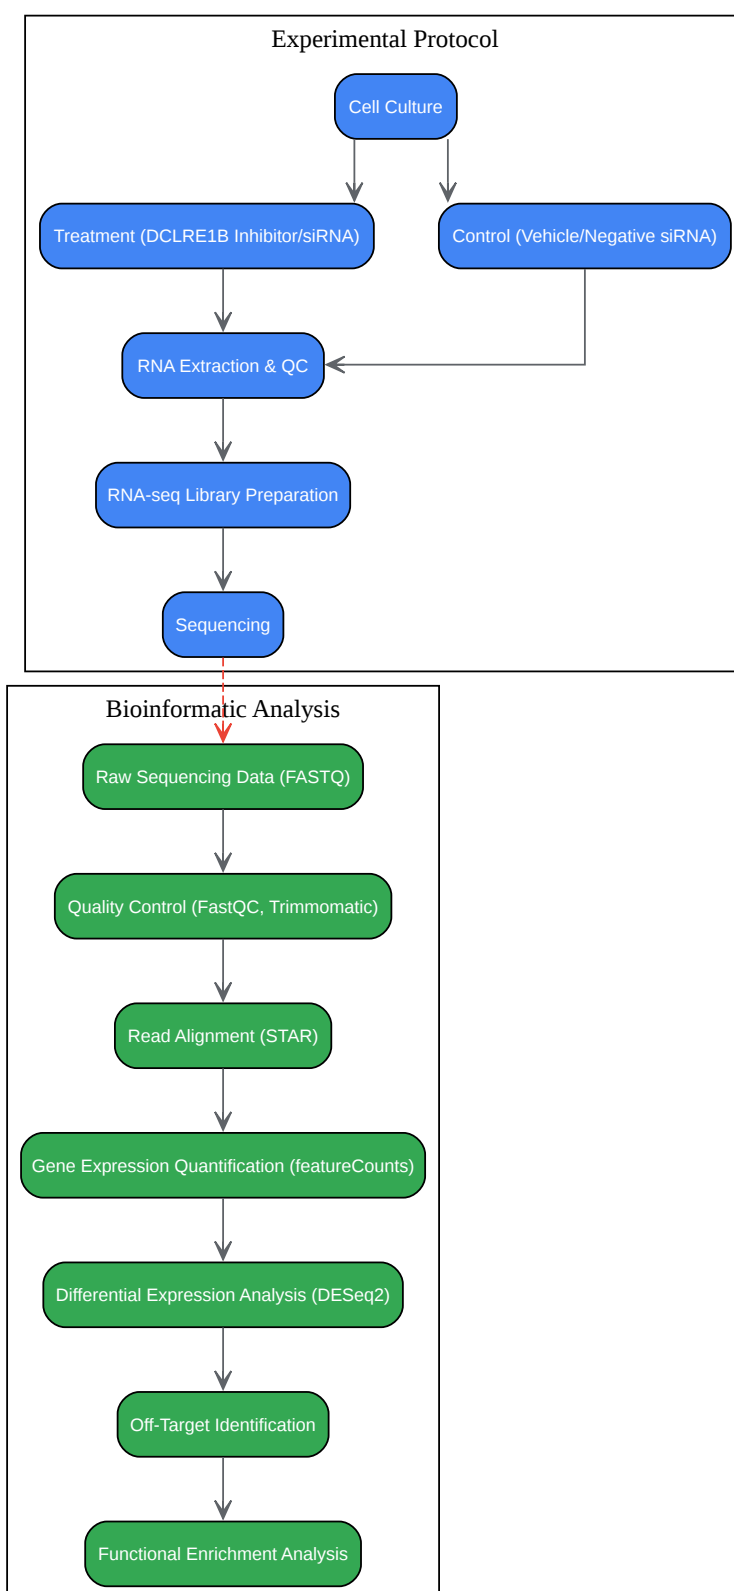 Experimental Protocol
Cell Culture
Treatment (DCLRE1B Inhibitor/siRNA)
Control (Vehicle/Negative siRNA)
RNA Extraction & QC
RNA-seq Library Preparation
Sequencing
Bioinformatic Analysis
Raw Sequencing Data (FASTQ)
Quality Control (FastQC, Trimmomatic)
Read Alignment (STAR)
Gene Expression Quantification (featureCounts)
Differential Expression Analysis (DESeq2)
Off-Target Identification
Functional Enrichment Analysis